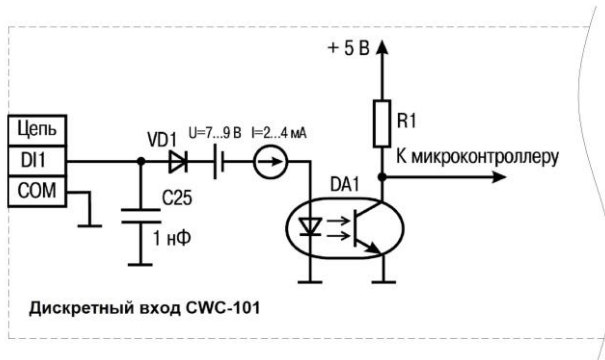 + 5 В
Цепь
DI1
COM
VD1
U=7...9 В
I=2...4 мА
R1
К микроконтроллеру
DA1
C25
1 нФ
Дискретный вход CWC-101